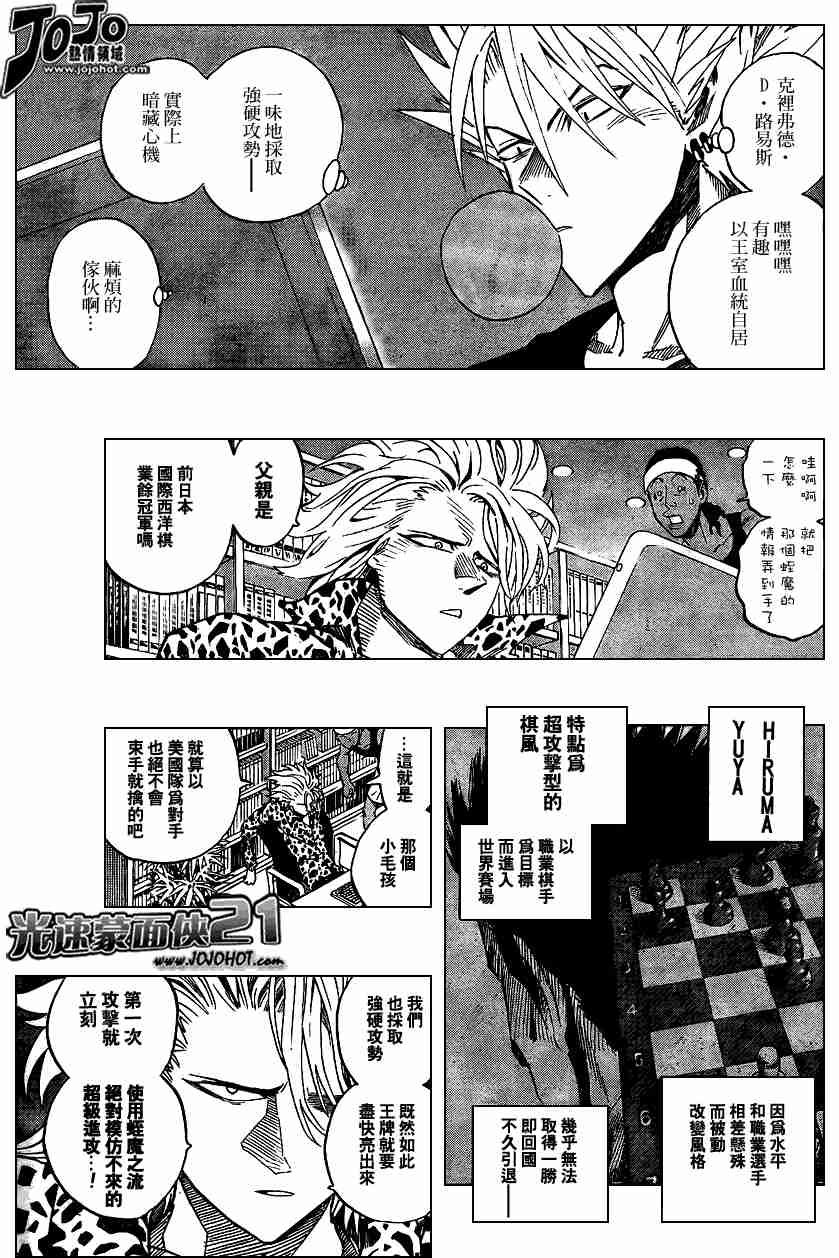 JOJO
熱情領域
www.jojohot.com
克裡弗德・
D・路易斯
嘿嘿嘿
有趣
以王室血統自居
一味地採取
強硬攻勢——
實際上
暗藏心機
麻煩的
傢伙啊…
哇啊啊
怎麼
一下
就把
那個蛭魔的
情報弄到手了
父親是
前日本
國際西洋棋
業餘冠軍嗎
HIRUMA
YUYA
特點為
超攻擊型的
棋風
以
職業棋手
為目標
而進入
世界賽場
4
5
6
因為水平
和職業選手
相差懸殊
而被動
改變風格
幾乎無法
取得一勝
即回國
不久引退——
…這就是
那個
小毛孩
就算以
美國隊為對手
也絕不會
束手就擒的吧
光速蒙面俠21
www.JOJOHOT.com
我們
也採取
強硬攻勢
既然如此
王牌就要
盡快亮出來
第一次
攻擊就
立刻
使用蛭魔之流
絕對模仿不來的
超級進攻…！